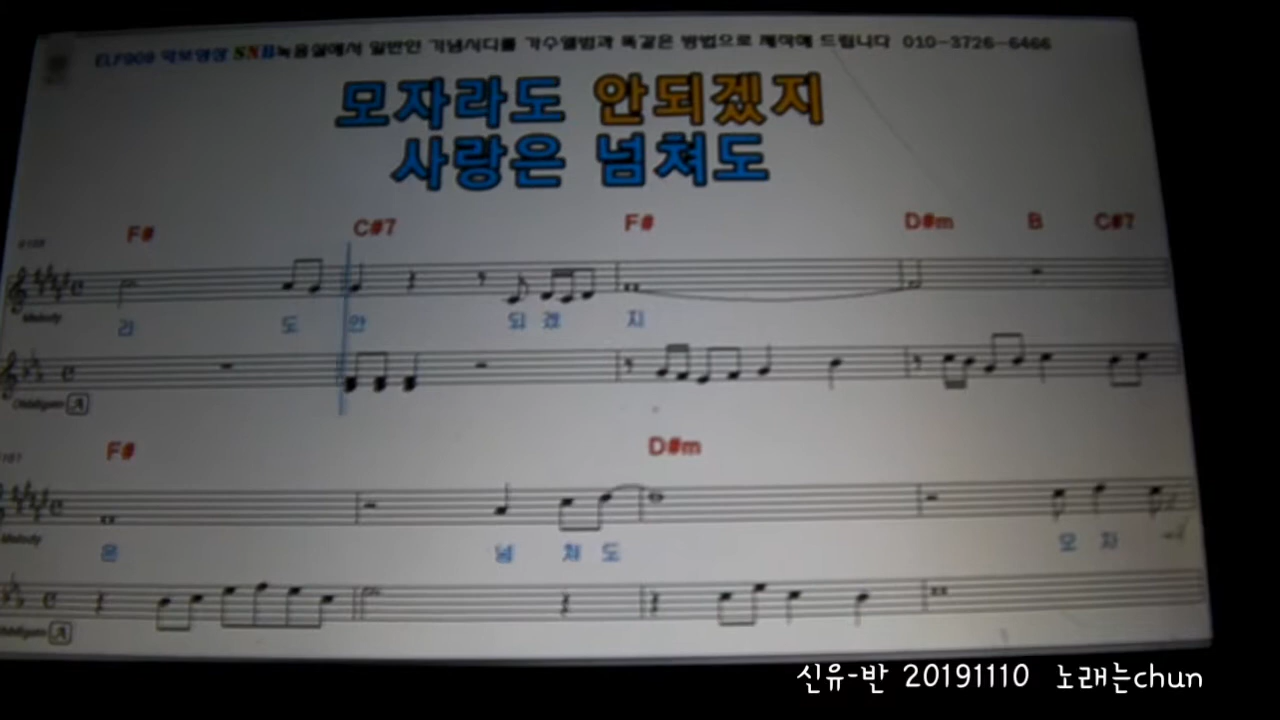 ELF909 악보영상 SNB녹음실에서 일반인 기념시디를 가수앨범과 똑같은 방법으로 제작해 드립니다 010-3726-6466
모자라도 안되겠지
사랑은 넘쳐도
F# C#7 F# D#m B C#7
Melody
라 도 안 되 겠 지
Obbligato A
F# D#m
Melody
은 넘 쳐 도 모 자
Obbligato A
신유-반 20191110 노래는chun